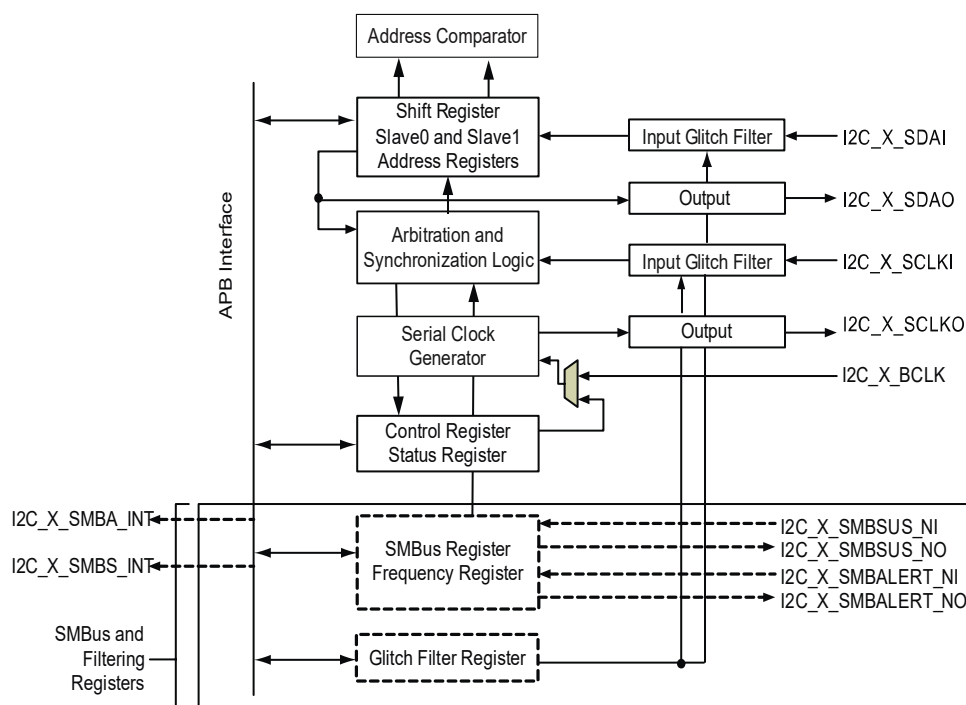 Address Comparator
Shift Register
Slave0 and Slave1
Address Registers
Input Glitch Filter
I2C_X_SDAI
Output
I2C_X_SDAO
APB Interface
Arbitration and
Synchronization Logic
Input Glitch Filter
I2C_X_SCLKI
Serial Clock
Generator
Output
I2C_X_SCLKO
I2C_X_BCLK
Control Register
Status Register
I2C_X_SMBA_INT
I2C_X_SMBS_INT
SMBus Register
Frequency Register
I2C_X_SMBSUS_NI
I2C_X_SMBSUS_NO
I2C_X_SMBALERT_NI
I2C_X_SMBALERT_NO
SMBus and
Filtering
Registers
Glitch Filter Register